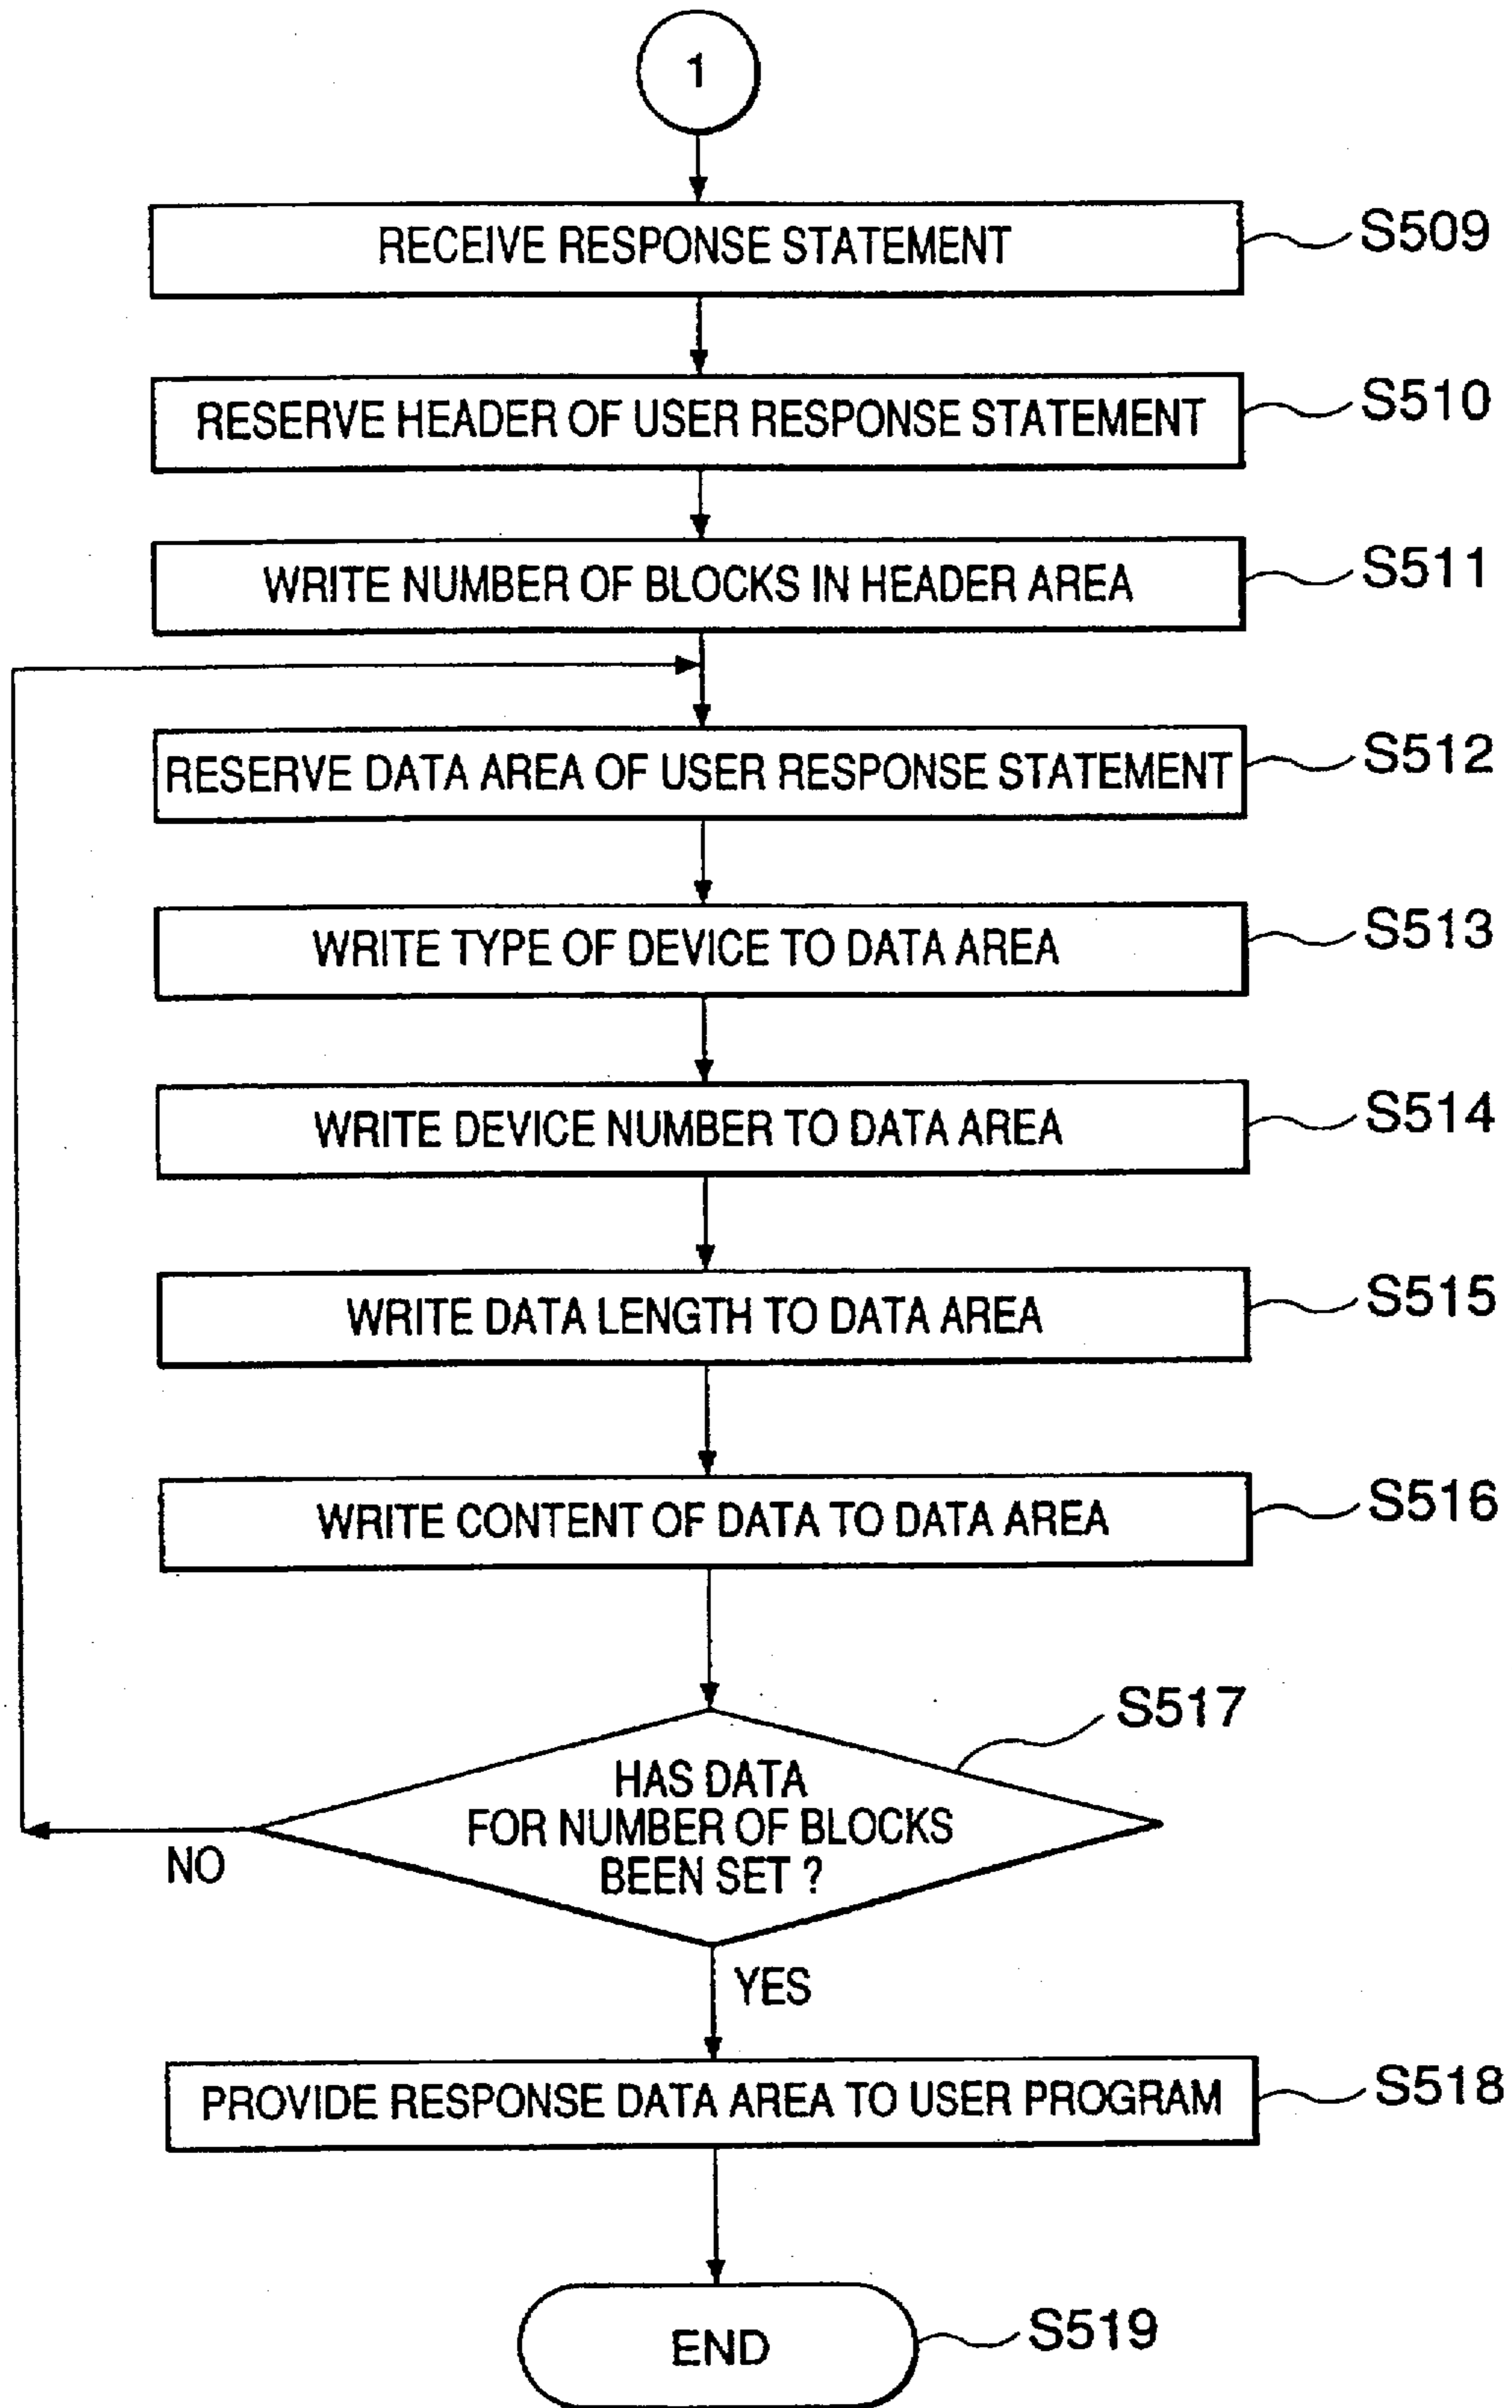 1
RECEIVE RESPONSE STATEMENT
S509
RESERVE HEADER OF USER RESPONSE STATEMENT
S510
WRITE NUMBER OF BLOCKS IN HEADER AREA
S511
RESERVE DATA AREA OF USER RESPONSE STATEMENT
S512
WRITE TYPE OF DEVICE TO DATA AREA
S513
WRITE DEVICE NUMBER TO DATA AREA
S514
WRITE DATA LENGTH TO DATA AREA
S515
WRITE CONTENT OF DATA TO DATA AREA
S516
S517
HAS DATA
FOR NUMBER OF BLOCKS
BEEN SET ?
NO
YES
PROVIDE RESPONSE DATA AREA TO USER PROGRAM
S518
END
S519